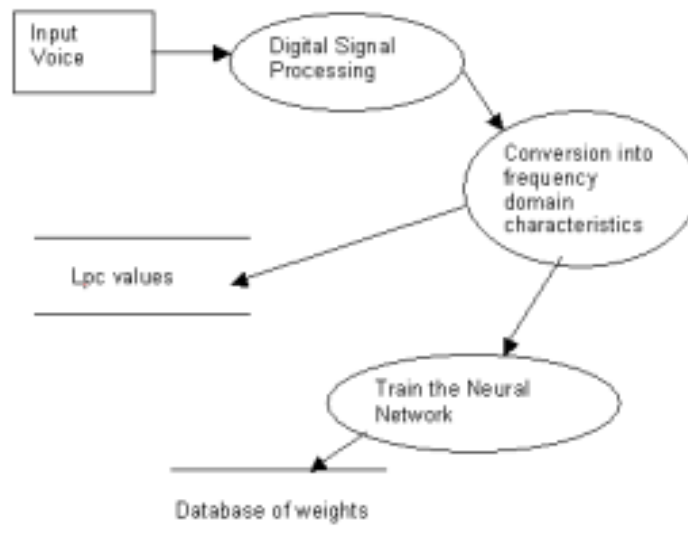 Input
Voice
Digital Signal
Processing
Conversion into
frequency
domain
characteristics
Lpc values
Train the Neural
Network
Database of weights